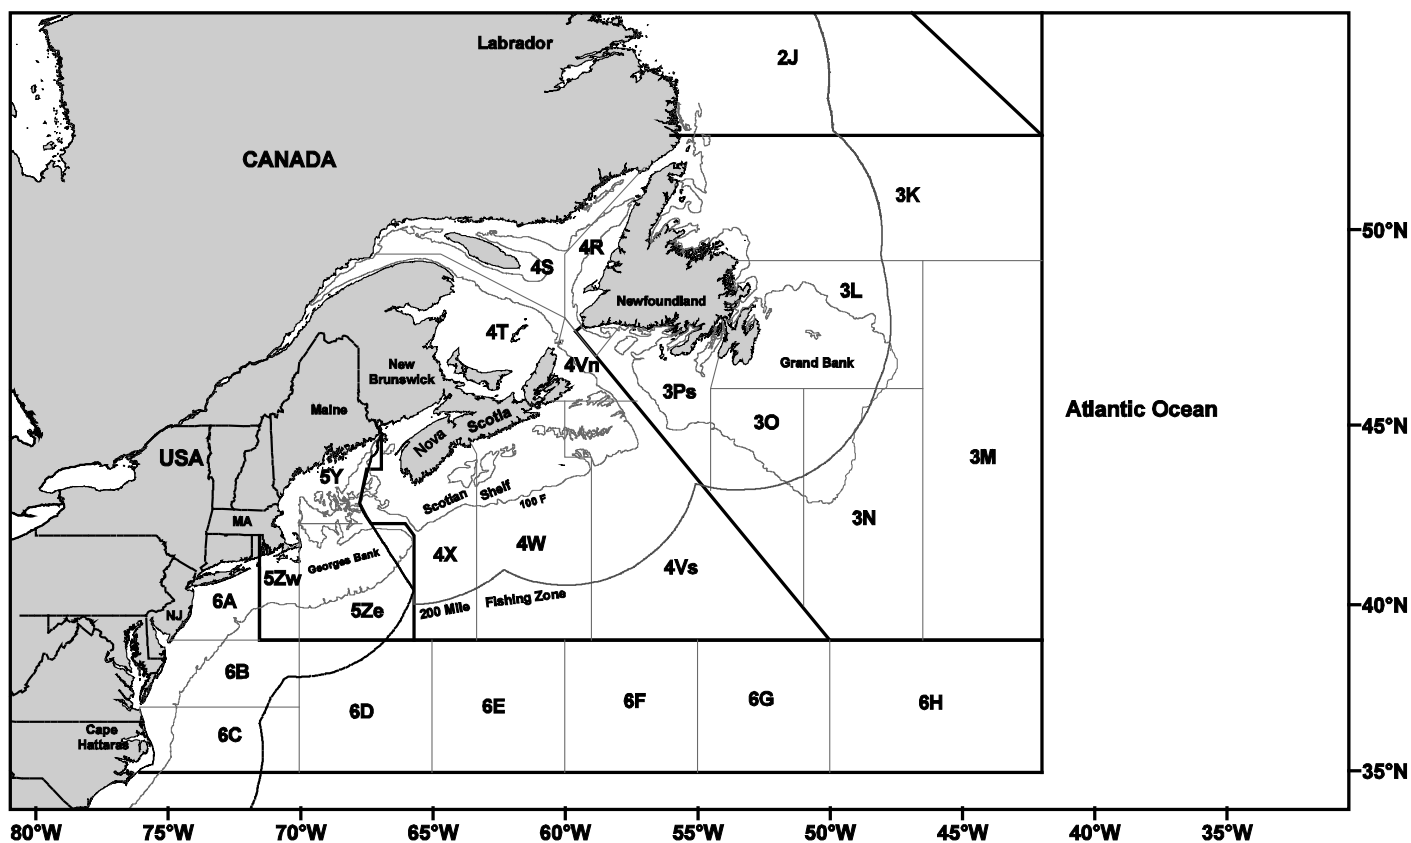 Labrador
2J
CANADA
3K
50°N
4R
4S
3L
Newfoundland
4T
Grand Bank
4Vn
New
Brunswick
3Ps
Maine
Atlantic Ocean
Nova Scotia
3O
45°N
USA
3M
5Y
Scotian Shelf
100 F
MA
3N
4W
4X
Georges Bank
4Vs
5Zw
6A
5Ze
200 Mile Fishing Zone
40°N
NJ
6B
6D
6E
6F
6G
6H
6C
Cape
Hattaras
35°N
80°W 75°W 70°W 65°W 60°W 55°W 50°W 45°W 40°W 35°W